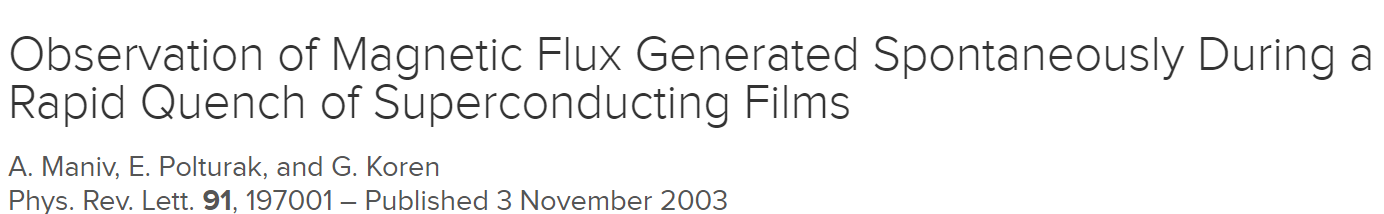 Observation of Magnetic Flux Generated Spontaneously During a
Rapid Quench of Superconducting Films
A. Maniv, E. Polturak, and G. Koren
Phys. Rev. Lett. 91, 197001 – Published 3 November 2003